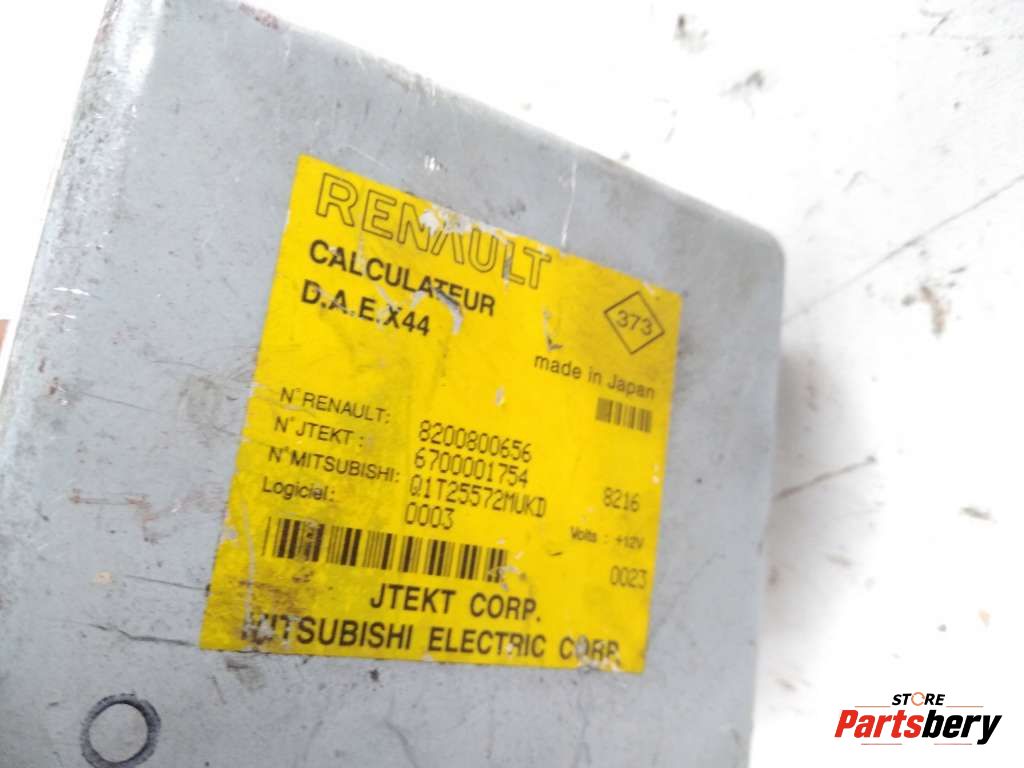 RENAULT
CALCULATEUR
D.A.E.X44
373
made in Japan
N° RENAULT: 8200800656
N° JTEKT : 6700001754
N° MITSUBISHI: Q1T25572MUKD 8216
Logiciel: 0003 Volts : +12V
0023
JTEKT CORP.
MITSUBISHI ELECTRIC CORP.
STORE
Partsbery